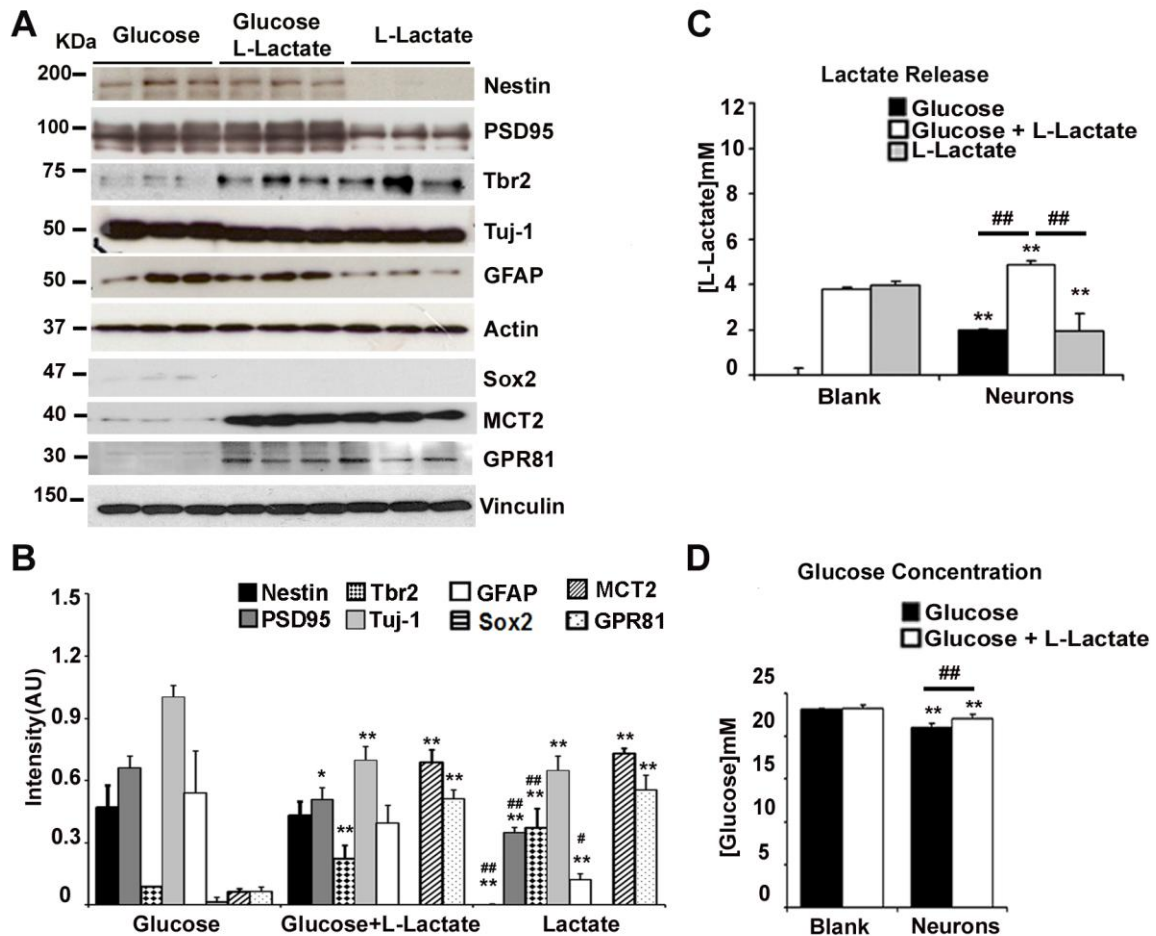 A
KDa
Glucose
Glucose
L-Lactate
L-Lactate
200
Nestin
100
PSD95
75
Tbr2
50
Tuj-1
50
GFAP
37
Actin
47
Sox2
40
MCT2
30
GPR81
150
Vinculin
B
Intensity(AU)
1.5
1.2
0.9
0.6
0.3
0
Nestin
Tbr2
GFAP
MCT2
PSD95
Tuj-1
Sox2
GPR81
*
**
**
**
**
##
**
##
**
##
**
**
#
**
**
**
Glucose
Glucose+L-Lactate
Lactate
C
Lactate Release
Glucose
Glucose + L-Lactate
L-Lactate
[L-Lactate]mM
12
10
8
6
4
2
0
##
##
**
**
**
Blank
Neurons
D
Glucose Concentration
Glucose
Glucose + L-Lactate
[Glucose]mM
25
20
15
10
5
0
##
**
**
Blank
Neurons